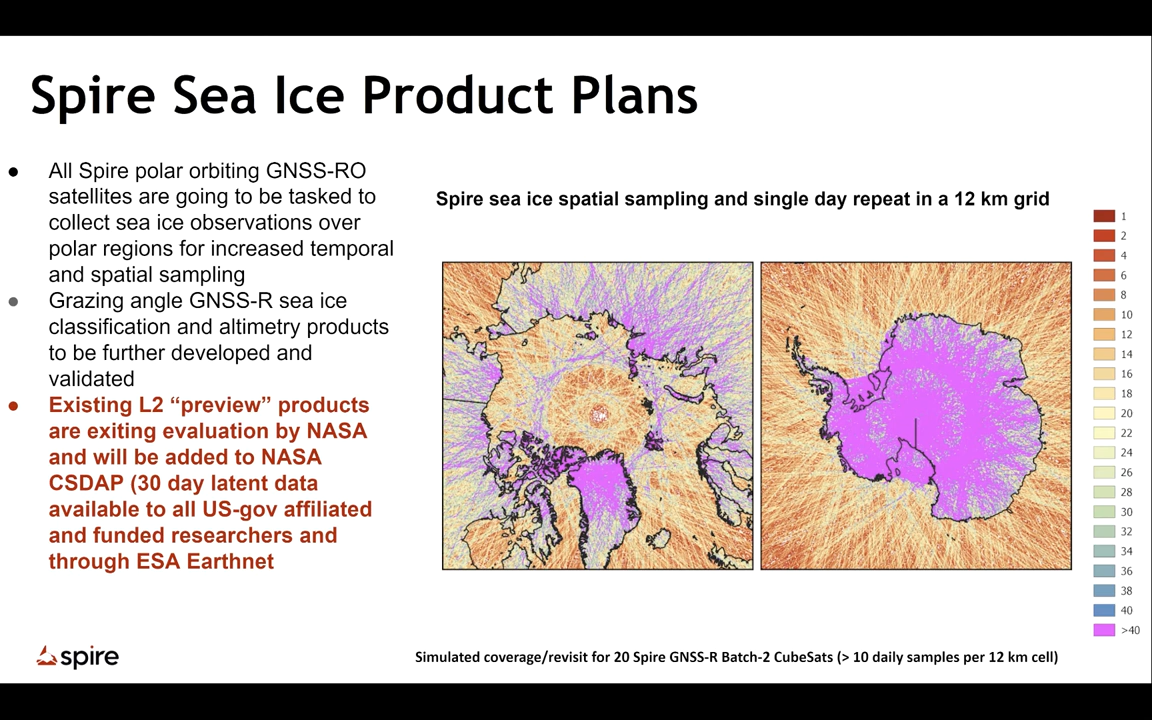 Spire Sea Ice Product Plans
● All Spire polar orbiting GNSS-RO
satellites are going to be tasked to
collect sea ice observations over
polar regions for increased temporal
and spatial sampling
● Grazing angle GNSS-R sea ice
classification and altimetry products
to be further developed and
validated
● Existing L2 “preview” products
are exiting evaluation by NASA
and will be added to NASA
CSDAP (30 day latent data
available to all US-gov affiliated
and funded researchers and
through ESA Earthnet
Spire sea ice spatial sampling and single day repeat in a 12 km grid
1
2
4
6
8
10
12
14
16
18
20
22
24
26
28
30
32
34
36
38
40
>40
spire
Simulated coverage/revisit for 20 Spire GNSS-R Batch-2 CubeSats (> 10 daily samples per 12 km cell)